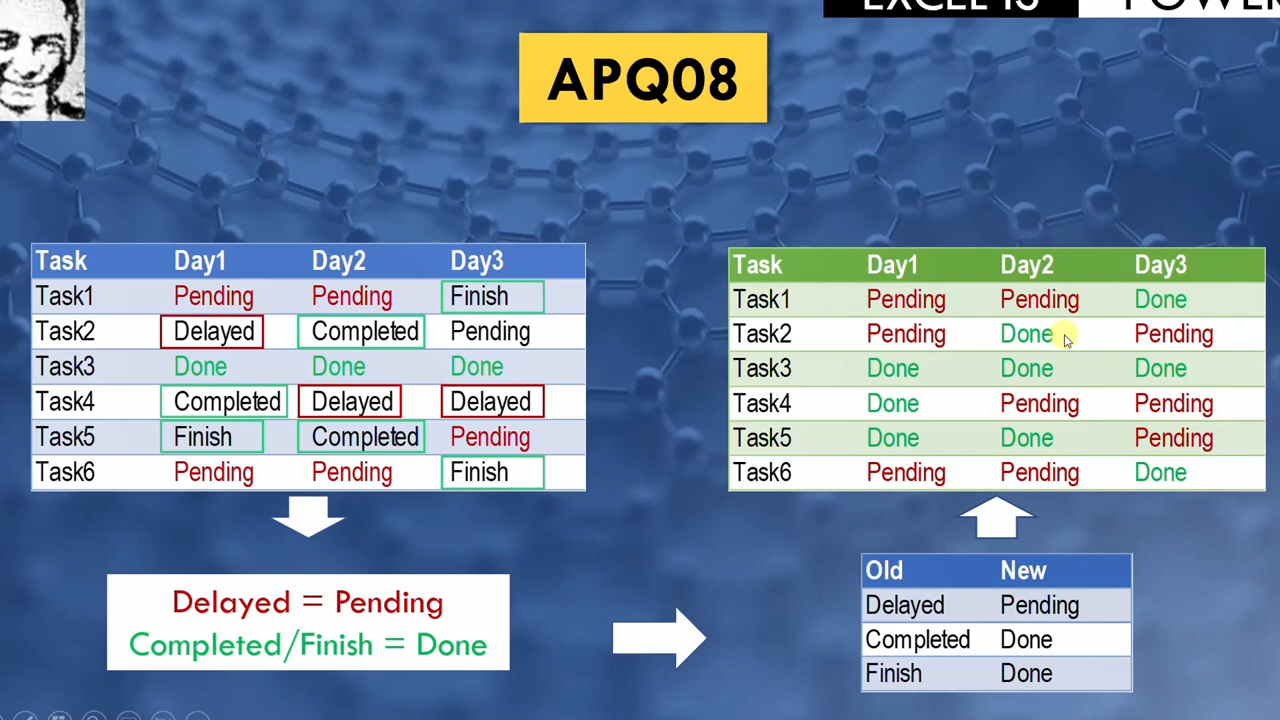 EXCEL IS POWER
APQ08
Task Day1 Day2 Day3
Task1 Pending Pending Finish
Task2 Delayed Completed Pending
Task3 Done Done Done
Task4 Completed Delayed Delayed
Task5 Finish Completed Pending
Task6 Pending Pending Finish
Task Day1 Day2 Day3
Task1 Pending Pending Done
Task2 Pending Done Pending
Task3 Done Done Done
Task4 Done Pending Pending
Task5 Done Done Pending
Task6 Pending Pending Done
Delayed = Pending
Completed/Finish = Done
Old New
Delayed Pending
Completed Done
Finish Done